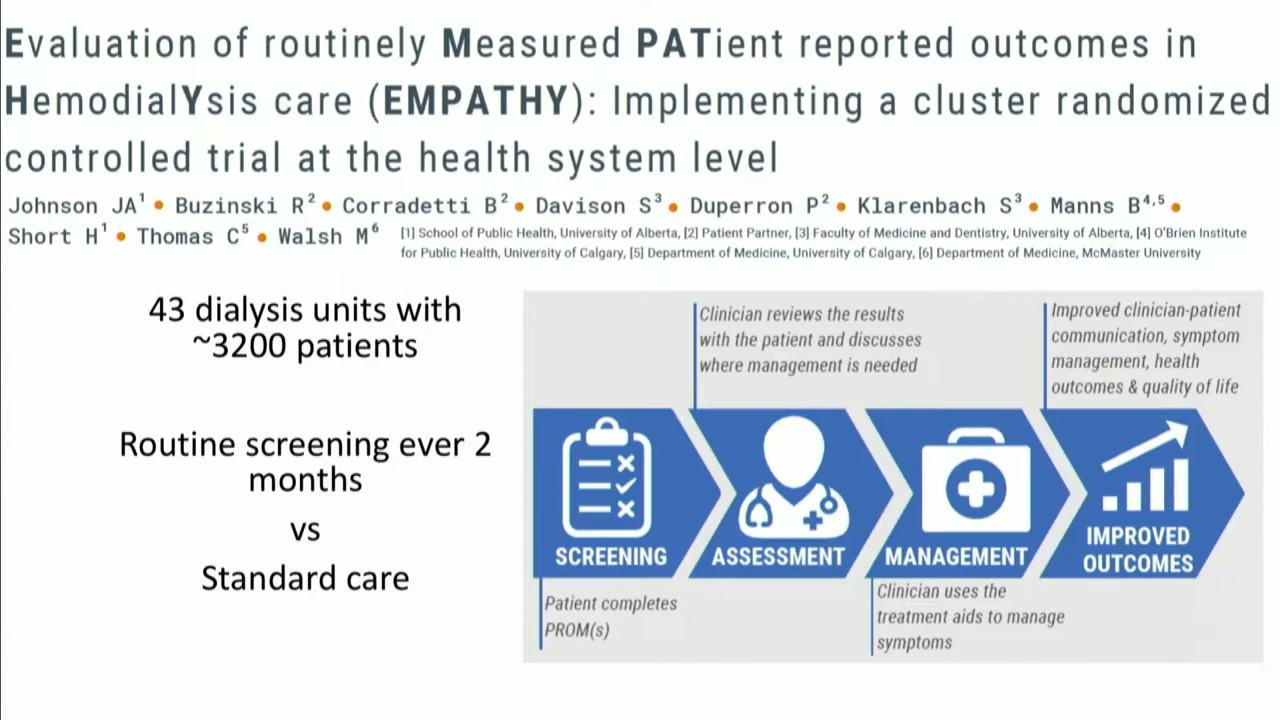 Evaluation of routinely Measured PATient reported outcomes in
HemodialYsis care (EMPATHY): Implementing a cluster randomized
controlled trial at the health system level
Johnson JA¹ • Buzinski R² • Corradetti B² • Davison S³ • Duperron P² • Klarenbach S³ • Manns B⁴,⁵ •
Short H¹ • Thomas C⁵ • Walsh M⁶ [1] School of Public Health, University of Alberta, [2] Patient Partner, [3] Faculty of Medicine and Dentistry, University of Alberta, [4] O'Brien Institute
for Public Health, University of Calgary, [5] Department of Medicine, University of Calgary, [6] Department of Medicine, McMaster University
43 dialysis units with
~3200 patients
Routine screening ever 2
months
vs
Standard care
Clinician reviews the results
with the patient and discusses
where management is needed
Improved clinician-patient
communication, symptom
management, health
outcomes & quality of life
SCREENING
ASSESSMENT
MANAGEMENT
IMPROVED
OUTCOMES
Patient completes
PROM(s)
Clinician uses the
treatment aids to manage
symptoms